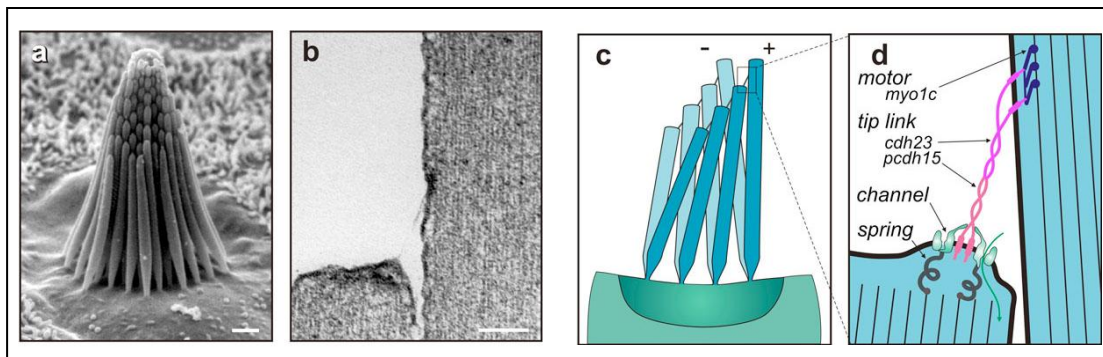 a
b
c
- +
d
motor
myo1c
tip link
cdh23
pcdh15
channel
spring